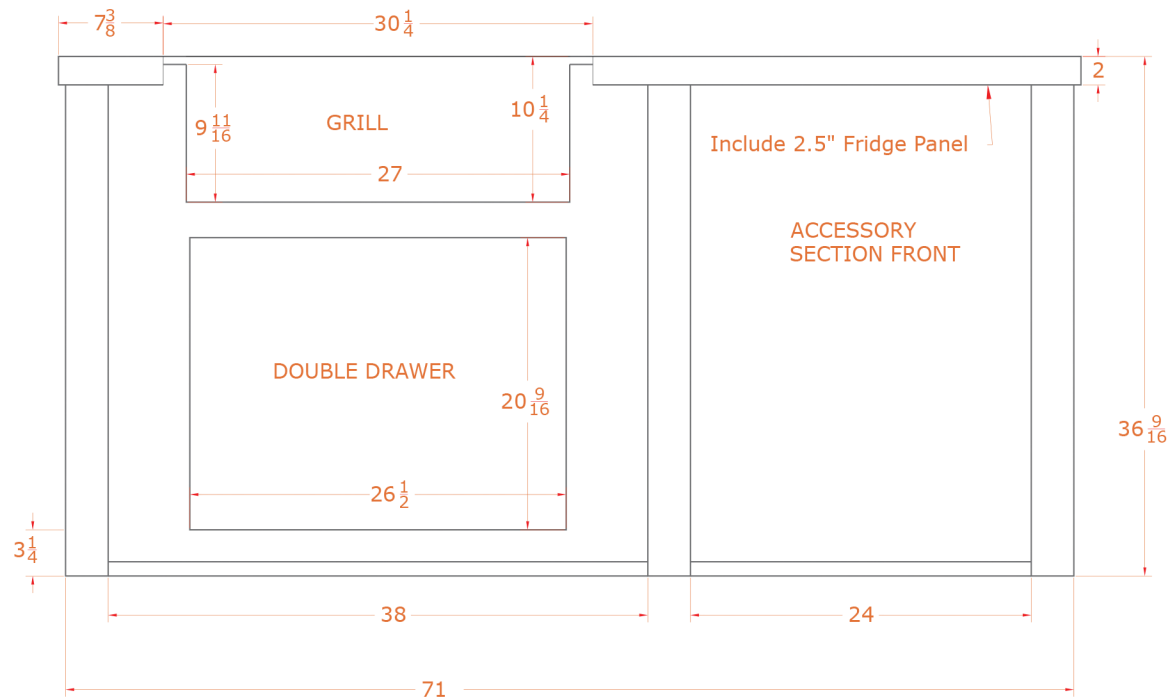 7 3/8
30 1/4
2
9 11/16
GRILL
10 1/4
27
Include 2.5" Fridge Panel
ACCESSORY
SECTION FRONT
DOUBLE DRAWER
20 9/16
36 9/16
26 1/2
3 1/4
38
24
71